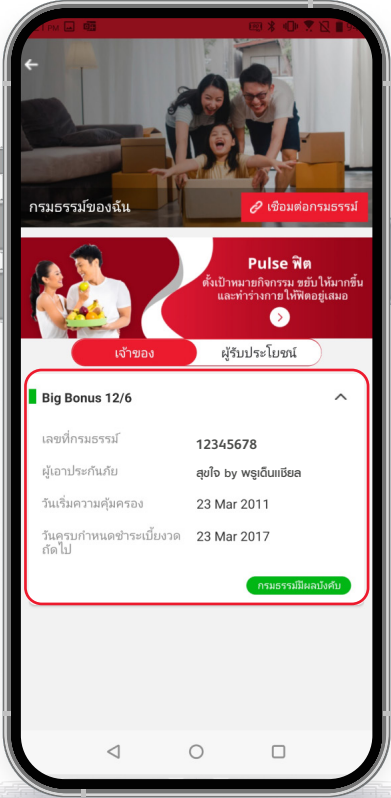 กรมธรรม์ของฉัน
เชื่อมต่อกรมธรรม์
Pulse ฟิต
ตั้งเป้าหมายกิจกรรม ขยับให้มากขึ้น
และทำร่างกายให้ฟิตอยู่เสมอ
เจ้าของ
ผู้รับประโยชน์
Big Bonus 12/6
เลขที่กรมธรรม์ 12345678
ผู้เอาประกันภัย สุขใจ by พรูเด็นเชียล
วันเริ่มความคุ้มครอง 23 Mar 2011
วันครบกำหนดชำระเบี้ยงวด 23 Mar 2017
ถัดไป
กรมธรรม์มีผลบังคับ